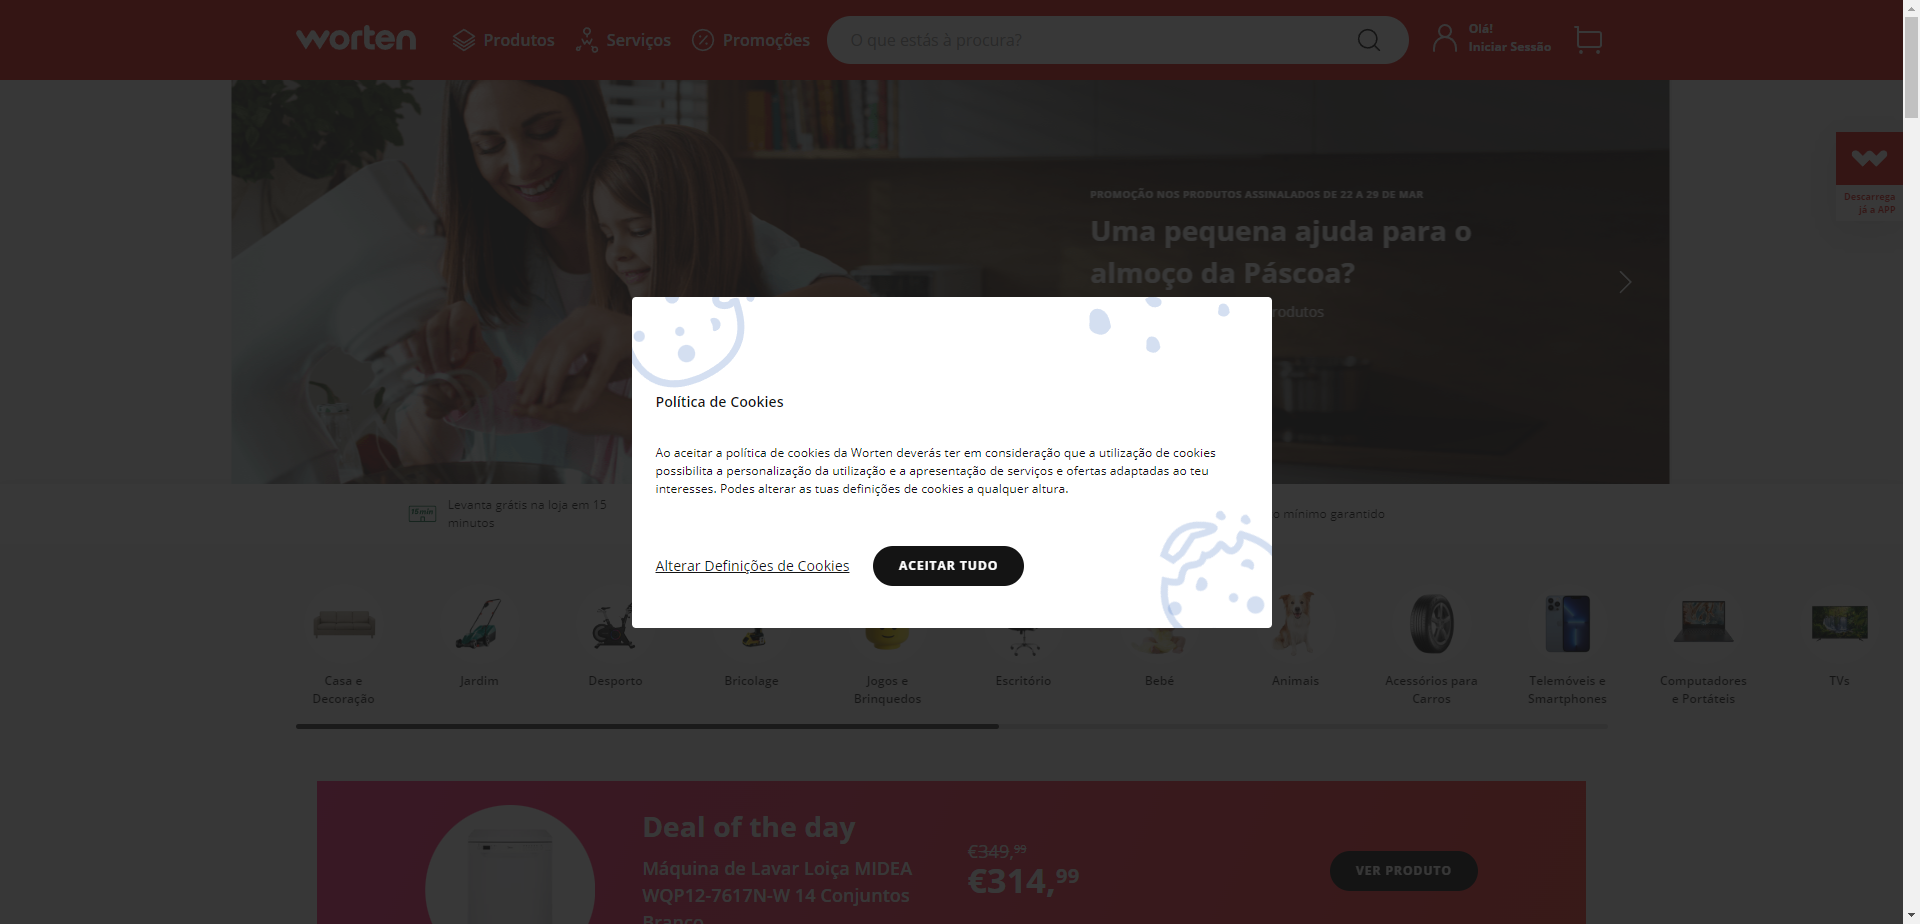 worten
Produtos
Serviços
Promoções
O que estás à procura?
Olá!
Iniciar Sessão
Descarrega
já a APP
PROMOÇÃO NOS PRODUTOS ASSINALADOS DE 22 A 29 DE MAR
Uma pequena ajuda para o
almoço da Páscoa?
rodutos
Política de Cookies
Ao aceitar a política de cookies da Worten deverás ter em consideração que a utilização de cookies
possibilita a personalização da utilização e a apresentação de serviços e ofertas adaptadas ao teu
interesses. Podes alterar as tuas definições de cookies a qualquer altura.
Alterar Definições de Cookies
ACEITAR TUDO
15 min
Levanta grátis na loja em 15
minutos
o mínimo garantido
Casa e
Decoração
Jardim
Desporto
Bricolage
Jogos e
Brinquedos
Escritório
Bebé
Animais
Acessórios para
Carros
Telemóveis e
Smartphones
Computadores
e Portáteis
TVs
Deal of the day
Máquina de Lavar Loiça MIDEA
WQP12-7617N-W 14 Conjuntos
Branco
€349,99
€314,99
VER PRODUTO